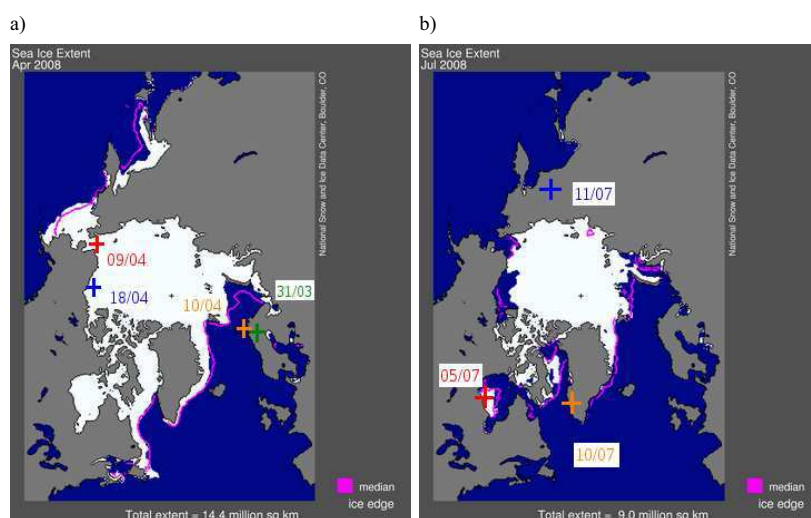 a)
Sea Ice Extent
Apr 2008
National Snow and Ice Data Center, Boulder, CO
09/04
18/04
10/04
31/03
median
ice edge
Total extent = 14.4 million sq km
b)
Sea Ice Extent
Jul 2008
National Snow and Ice Data Center, Boulder, CO
11/07
05/07
10/07
median
ice edge
Total extent = 9.0 million sq km